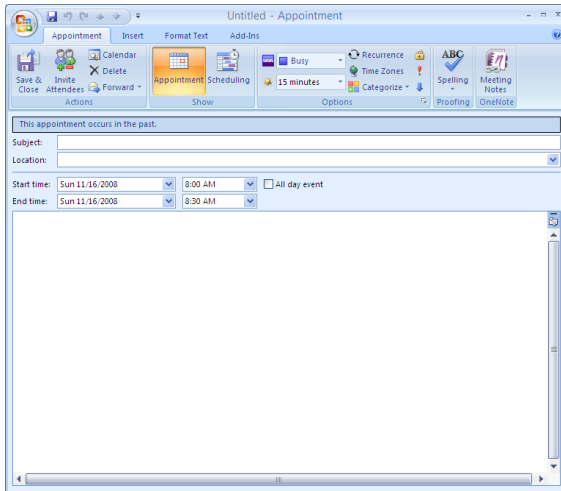 Untitled - Appointment
Appointment Insert Format Text Add-Ins
Save & Close
Invite Attendees
Calendar
Delete
Forward
Actions
Appointment
Scheduling
Show
Busy
15 minutes
Recurrence
Time Zones
Categorize
Options
ABC
Spelling
Proofing
Meeting Notes
OneNote
This appointment occurs in the past.
Subject:
Location:
Start time: Sun 11/16/2008 8:00 AM All day event
End time: Sun 11/16/2008 8:30 AM